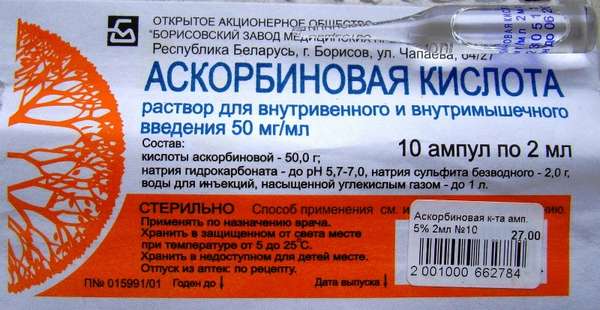 ОТКРЫТОЕ АКЦИОНЕРНОЕ ОБЩЕСТВО
"БОРИСОВСКИЙ ЗАВОД МЕДИЦИНСКИХ
Республика Беларусь, г. Борисов, ул. Чапаева, 64/27
АСКОРБИНОВАЯ КИСЛОТА
раствор для внутривенного и внутримышечного
введения 50 мг/мл
10 ампул по 2 мл
Состав:
кислоты аскорбиновой - 50,0 г;
натрия гидрокарбоната - до pH 5,7-7,0, натрия сульфита безводного - 2,0 г,
воды для инъекций, насыщенной углекислым газом - до 1 л.
СТЕРИЛЬНО Способ применения см.
Применять по назначению врача.
Хранить в защищенном от света месте
при температуре от 5 до 25°С.
Хранить в недоступном для детей месте.
Отпуск из аптек: по рецепту.
П№ 015991/01 Годен до Дата выпуска
Аскорбиновая к-та амп.
5% 2мл №10
27.00
2 001000 662784